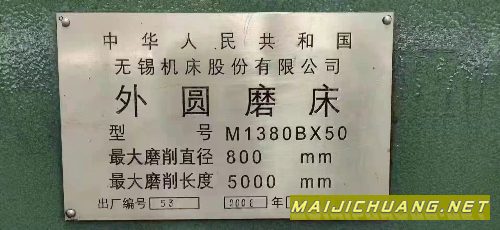 中华人民共和国
无锡机床股份有限公司
外圆磨床
型号 M1380BX50
最大磨削直径 800 mm
最大磨削长度 5000 mm
出厂编号 53 2008 年
MAIJICHUANG.NET